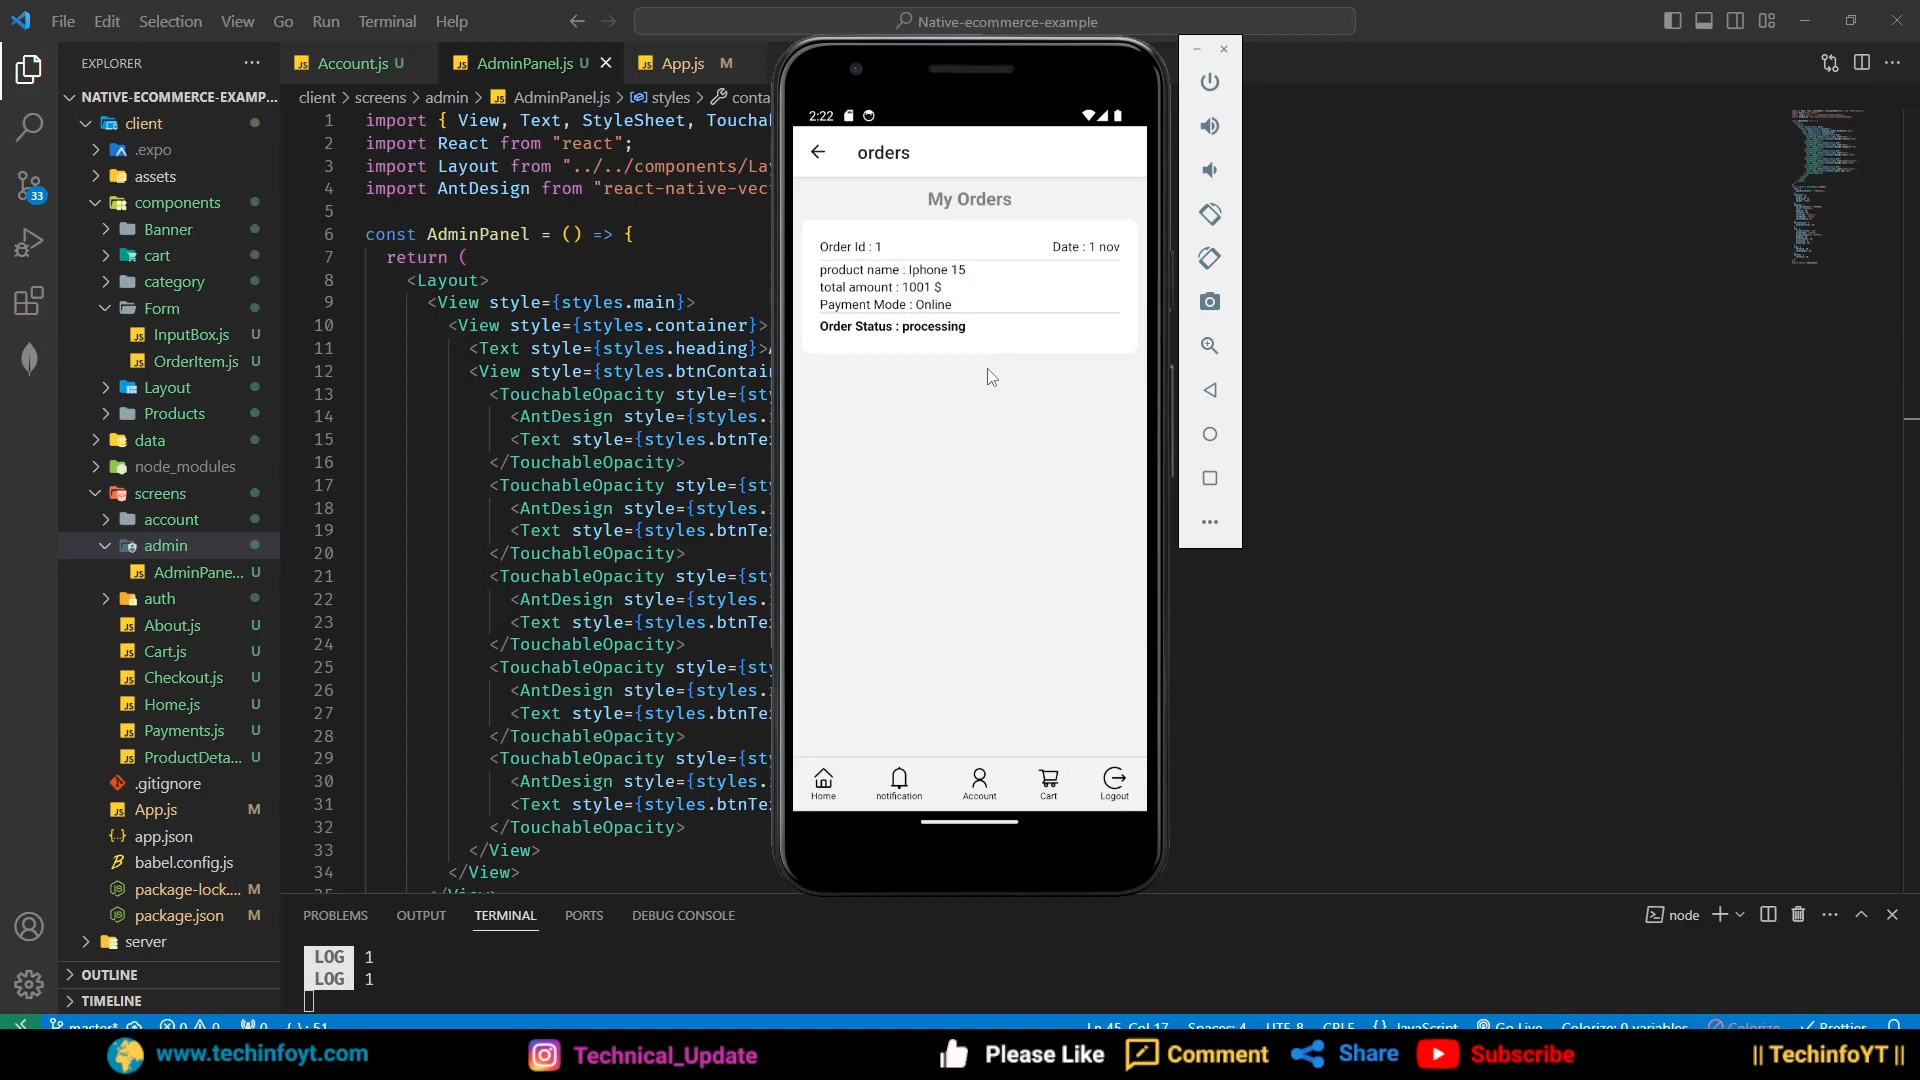 File Edit Selection View Go Run Terminal Help
Native-ecommerce-example
EXPLORER
NATIVE-ECOMMERCE-EXAMP...
client
.expo
assets
components
Banner
cart
category
Form
InputBox.js U
OrderItem.js U
Layout
Products
data
node_modules
screens
account
admin
AdminPane... U
auth
About.js U
Cart.js U
Checkout.js U
Home.js U
Payments.js U
ProductDeta... U
.gitignore
App.js M
app.json
babel.config.js
package-lock.... M
package.json M
server
OUTLINE
TIMELINE
33
Account.js U
AdminPanel.js U
App.js M
client > screens > admin > AdminPanel.js > styles > conta
1 import { View, Text, StyleSheet, Toucha
2 import React from "react";
3 import Layout from "../../components/La
4 import AntDesign from "react-native-vec
5
6 const AdminPanel = () => {
7 return (
8 <Layout>
9 <View style={styles.main}>
10 <View style={styles.container}>
11 <Text style={styles.heading}>
12 <View style={styles.btnContai
13 <TouchableOpacity style={st
14 <AntDesign style={styles.
15 <Text style={styles.btnTe
16 </TouchableOpacity>
17 <TouchableOpacity style={st
18 <AntDesign style={styles.
19 <Text style={styles.btnTe
20 </TouchableOpacity>
21 <TouchableOpacity style={st
22 <AntDesign style={styles.
23 <Text style={styles.btnTe
24 </TouchableOpacity>
25 <TouchableOpacity style={st
26 <AntDesign style={styles.
27 <Text style={styles.btnTe
28 </TouchableOpacity>
29 <TouchableOpacity style={st
30 <AntDesign style={styles.
31 <Text style={styles.btnTe
32 </TouchableOpacity>
33 </View>
34 </View>
2:22
orders
My Orders
Order Id : 1 Date : 1 nov
product name : Iphone 15
total amount : 1001 $
Payment Mode : Online
Order Status : processing
Home notification Account Cart Logout
PROBLEMS OUTPUT TERMINAL PORTS DEBUG CONSOLE
node
LOG 1
LOG 1
www.techinfoyt.com
Technical_Update
Please Like
Comment
Share
Subscribe
|| TechinfoYT ||